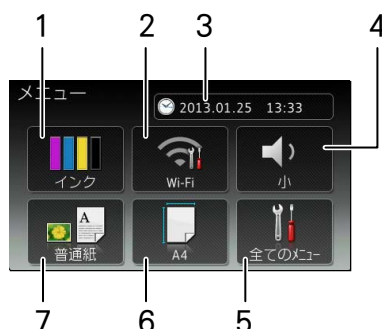 1 2 3 4
メニュー
2013.01.25 13:33
インク Wi-Fi 小
A
普通紙 A4 全てのメニュー
7 6 5